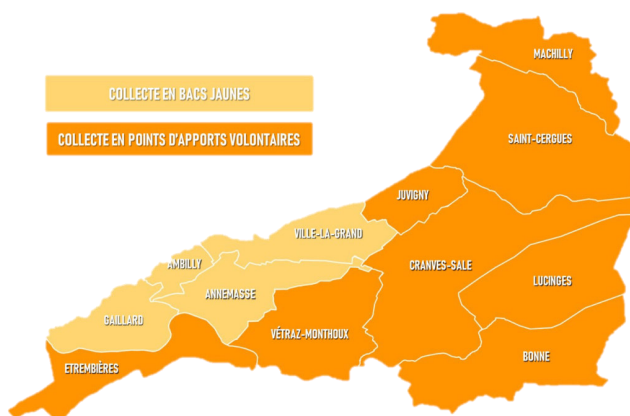 MACHILLY
COLLECTE EN BACS JAUNES
COLLECTE EN POINTS D'APPORTS VOLONTAIRES
SAINT-CERGUES
JUVIGNY
VILLE-LA-GRAND
AMBILLY
CRANVES-SALE
LUCINGES
ANNEMASSE
GAILLARD
VÉTRAZ-MONTHOUX
BONNE
ETREMBIÈRES